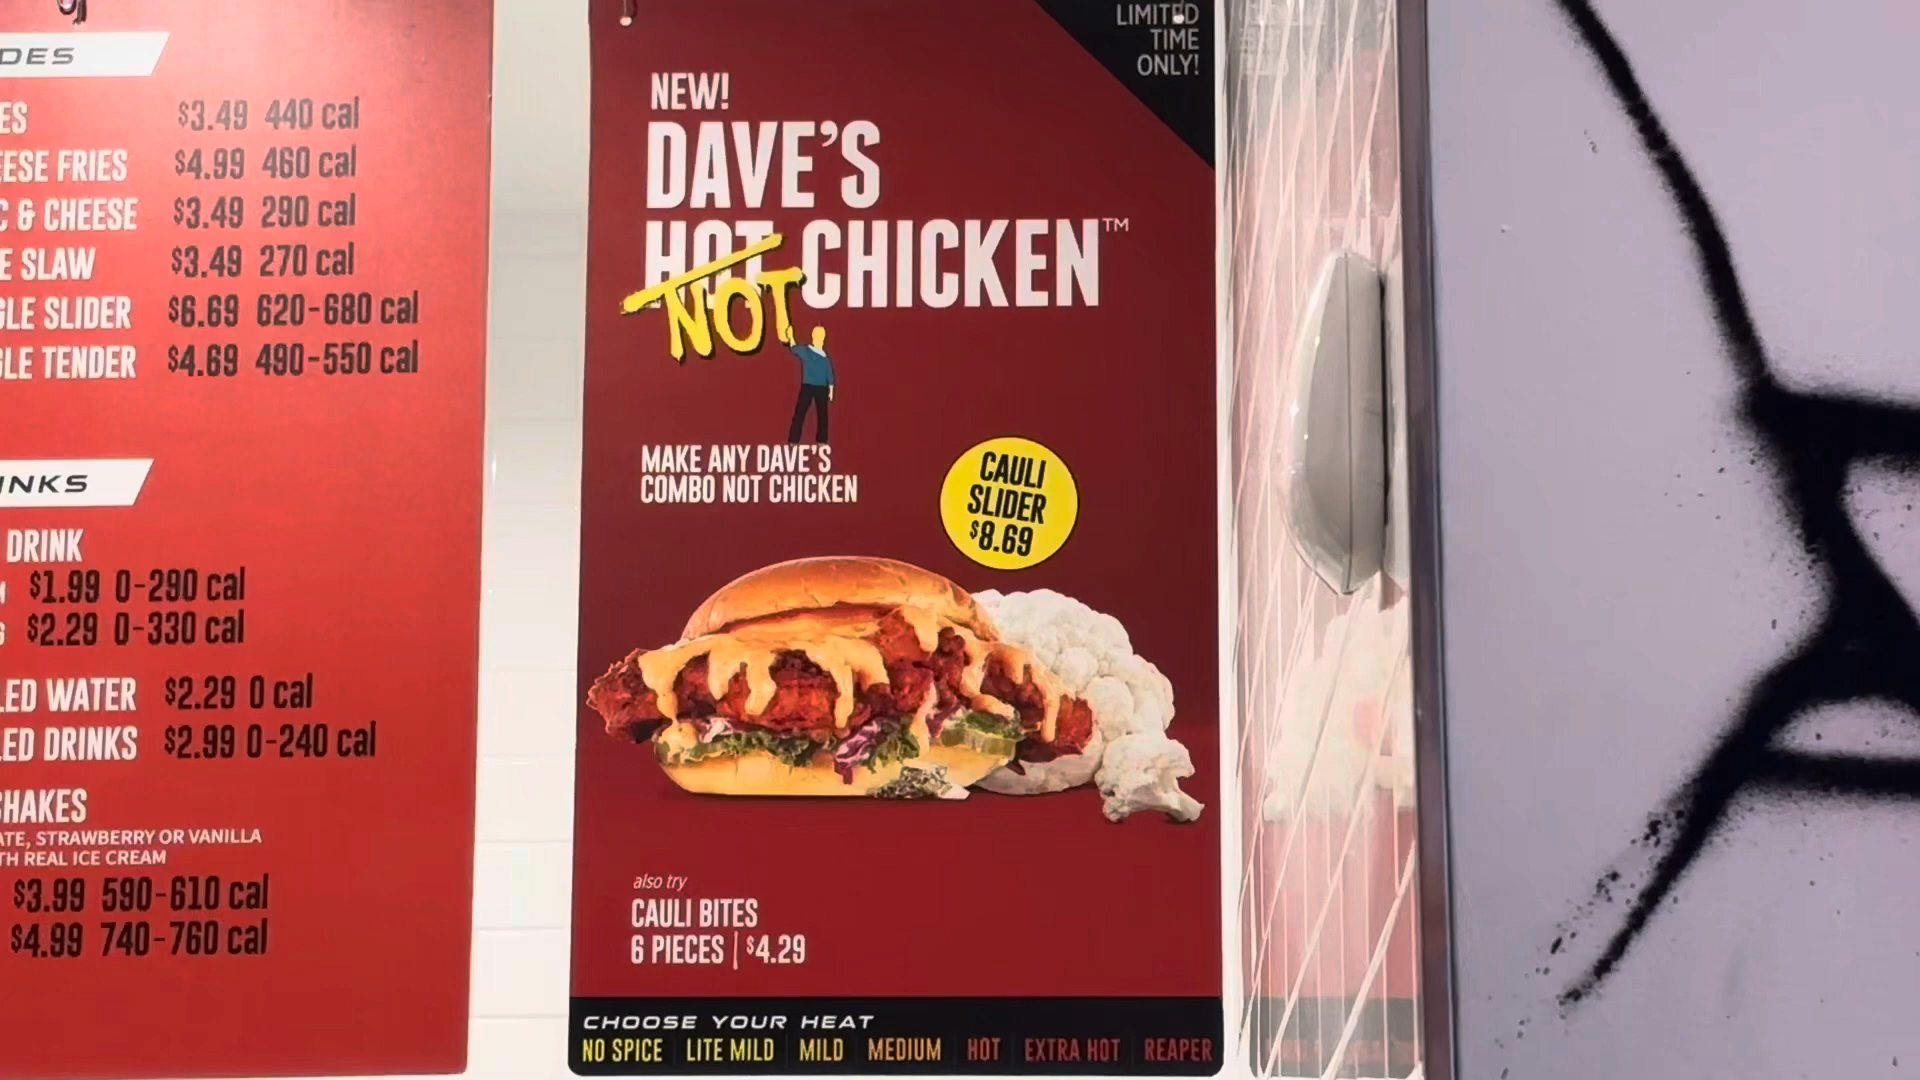 DES
ES $3.49 440 cal
EESE FRIES $4.99 460 cal
C & CHEESE $3.49 290 cal
E SLAW $3.49 270 cal
GLE SLIDER $6.69 620-680 cal
GLE TENDER $4.69 490-550 cal
INKS
DRINK
$1.99 0-290 cal
$2.29 0-330 cal
LED WATER $2.29 0 cal
LED DRINKS $2.99 0-240 cal
SHAKES
ATE, STRAWBERRY OR VANILLA
TH REAL ICE CREAM
$3.99 590-610 cal
$4.99 740-760 cal
LIMITED
TIME
ONLY!
NEW!
DAVE'S
HOT CHICKEN™
NOT
MAKE ANY DAVE'S
COMBO NOT CHICKEN
CAULI
SLIDER
$8.69
also try
CAULI BITES
6 PIECES | $4.29
CHOOSE YOUR HEAT
NO SPICE LITE MILD MILD MEDIUM HOT EXTRA HOT REAPER